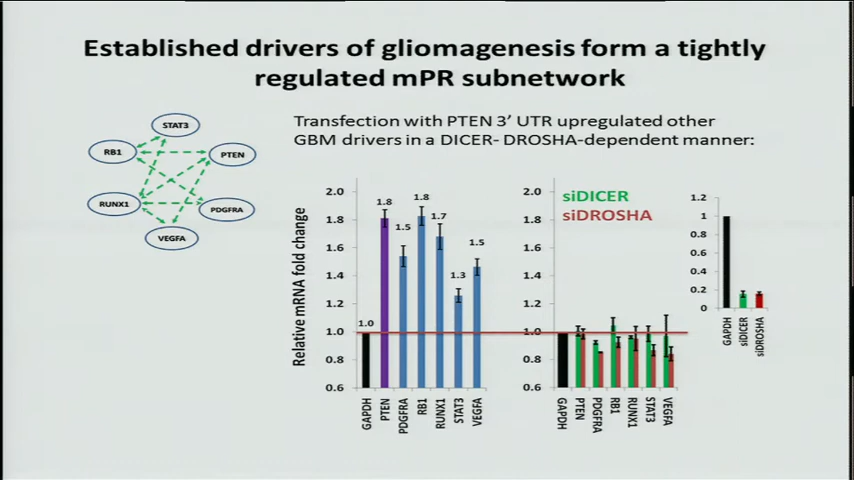 Established drivers of gliomagenesis form a tightly
regulated mPR subnetwork
Transfection with PTEN 3’ UTR upregulated other
GBM drivers in a DICER- DROSHA-dependent manner:
STAT3
RB1
PTEN
RUNX1
PDGFRA
VEGFA
Relative mRNA fold change
2.0
1.8
1.6
1.4
1.2
1.0
0.8
0.6
1.0
1.8
1.5
1.8
1.7
1.3
1.5
GAPDH
PTEN
PDGFRA
RB1
RUNX1
STAT3
VEGFA
siDICER
siDROSHA
2.0
1.8
1.6
1.4
1.2
1.0
0.8
0.6
GAPDH
PTEN
PDGFRA
RB1
RUNX1
STAT3
VEGFA
1.2
1
0.8
0.6
0.4
0.2
0
GAPDH
siDICER
siDROSHA